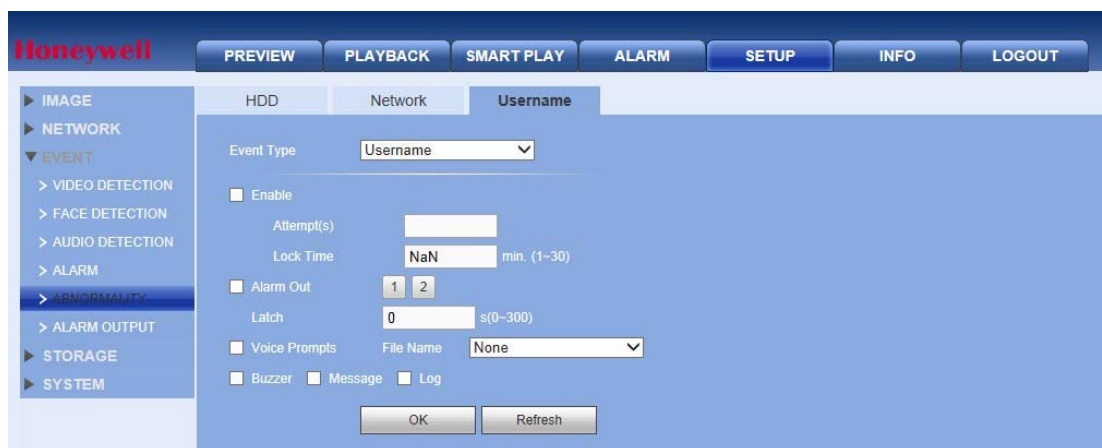 Honeywell
PREVIEW PLAYBACK SMART PLAY ALARM SETUP INFO LOGOUT
IMAGE
NETWORK
EVENT
> VIDEO DETECTION
> FACE DETECTION
> AUDIO DETECTION
> ALARM
> ABNORMALITY
> ALARM OUTPUT
STORAGE
SYSTEM
HDD Network Username
Event Type Username
Enable
Attempt(s)
Lock Time NaN min. (1~30)
Alarm Out 1 2
Latch 0 s(0~300)
Voice Prompts File Name None
Buzzer Message Log
OK Refresh